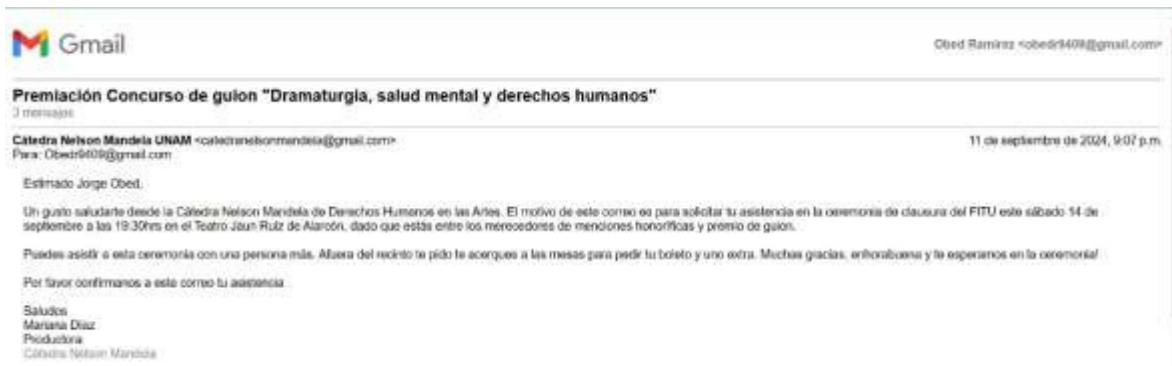 Gmail
Obed Ramirez <obedr9409@gmail.com>
Premiación Concurso de guion "Dramaturgia, salud mental y derechos humanos"
3 mensajes
Cátedra Nelson Mandela UNAM <catedranelsonmandela@gmail.com>
11 de septiembre de 2024, 9:07 p.m.
Para: Obedr9409@gmail.com
Estimado Jorge Obed,
Un gusto saludarte desde la Cátedra Nelson Mandela de Derechos Humanos en las Artes. El motivo de este correo es para solicitar tu asistencia en la ceremonia de clausura del FITU este sábado 14 de
septiembre a las 19:30hrs en el Teatro Jaun Ruiz de Alarcón, dado que estás entre los merecedores de menciones honoríficas y premio de guion.
Puedes asistir a esta ceremonia con una persona más. Afuera del recinto te pido te acerques a las mesas para pedir tu boleto y uno extra. Muchas gracias, enhorabuena y te esperamos en la ceremonia!
Por favor confirmanos a este correo tu asistencia
Saludos
Mariana Díaz
Productora
Cátedra Nelson Mandela